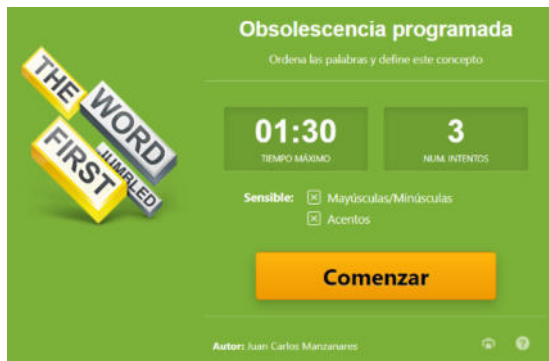 THE
WORD
FIRST
JUMBLED
Obsolescencia programada
Ordena las palabras y define este concepto
01:30
TIEMPO MÁXIMO
3
NUM. INTENTOS
Sensible: Mayúsculas/Minúsculas
Acentos
Comenzar
Autor: Juan Carlos Manzanares
?